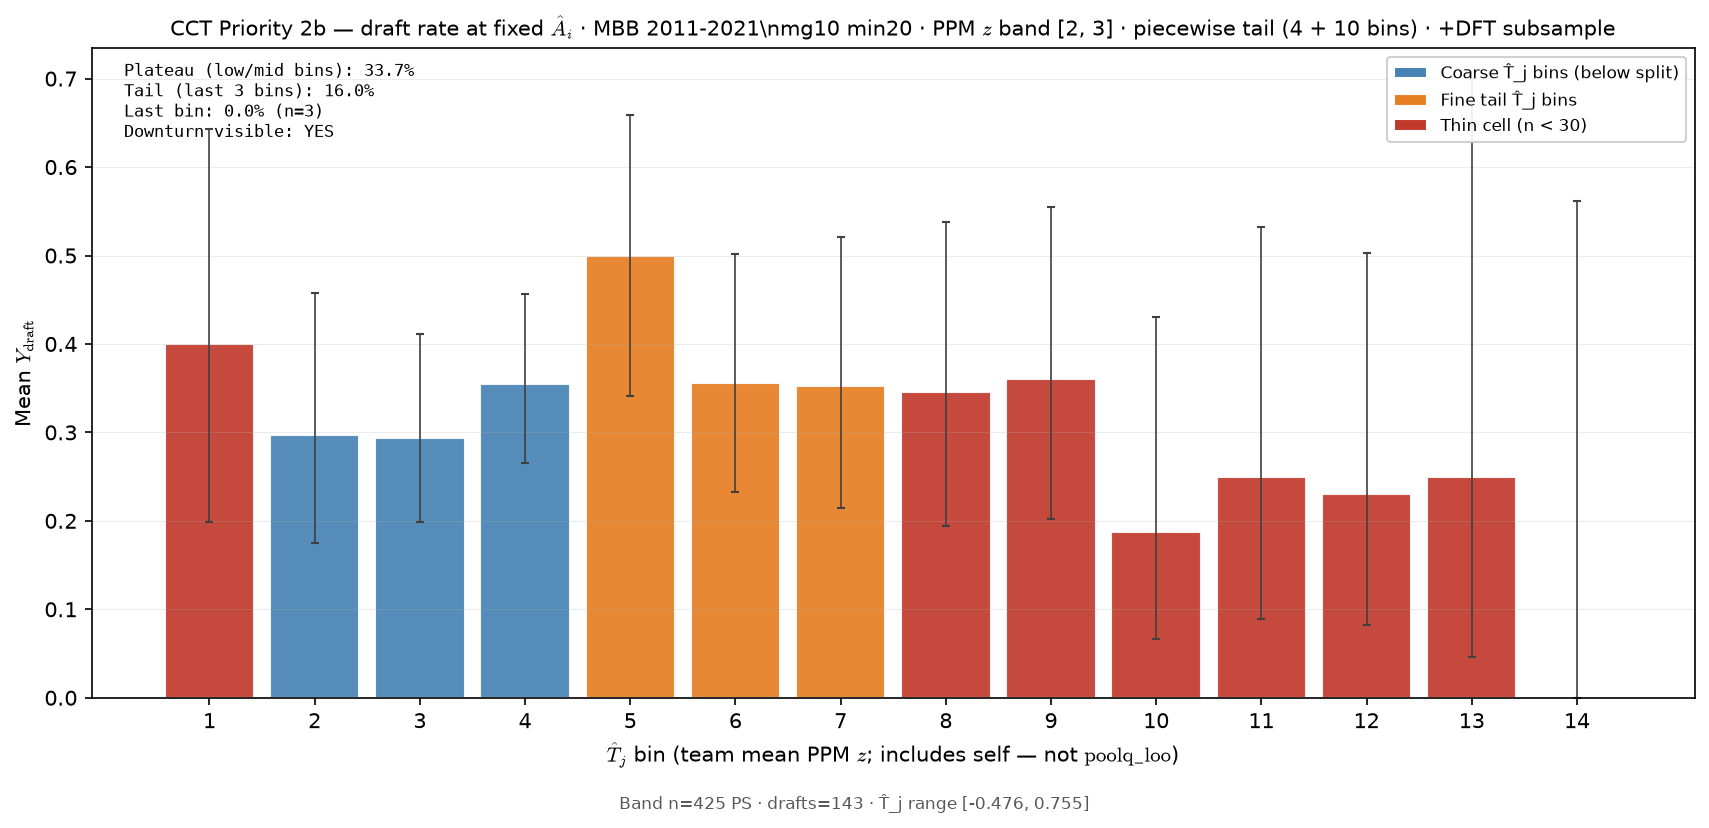 CCT Priority 2b — draft rate at fixed Âᵢ · MBB 2011-2021\nmg10 min20 · PPM z band [2, 3] · piecewise tail (4 + 10 bins) · +DFT subsample
Plateau (low/mid bins): 33.7%
Tail (last 3 bins): 16.0%
Last bin: 0.0% (n=3)
Downturn visible: YES
Coarse T̂_j bins (below split)
Fine tail T̂_j bins
Thin cell (n < 30)
Mean Y_draft
0.7
0.6
0.5
0.4
0.3
0.2
0.1
0.0
1 2 3 4 5 6 7 8 9 10 11 12 13 14
T̂ⱼ bin (team mean PPM z; includes self — not poolq_loo)
Band n=425 PS · drafts=143 · T̂_j range [-0.476, 0.755]